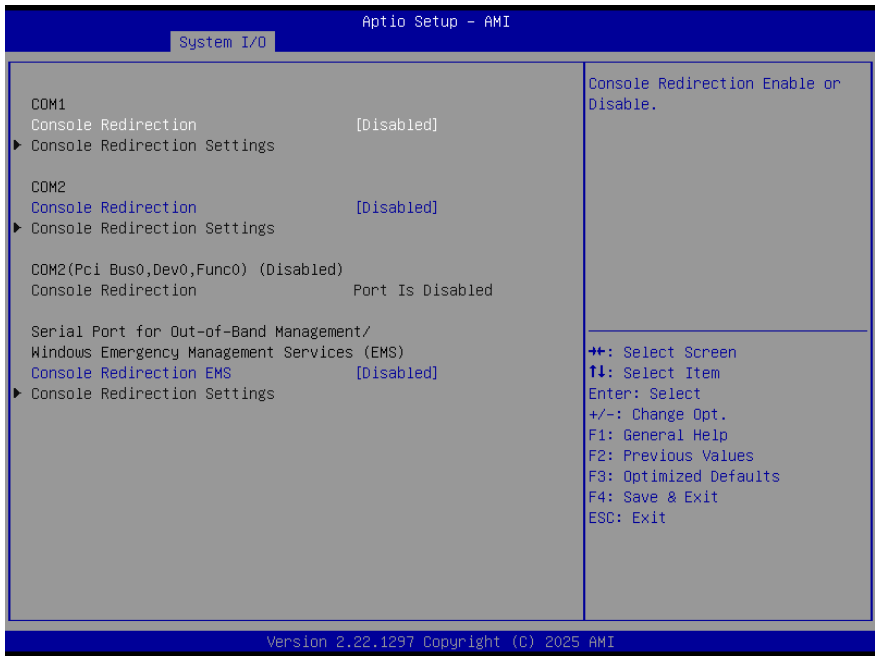 Aptio Setup – AMI
System I/O
COM1
Console Redirection [Disabled]
Console Redirection Settings
COM2
Console Redirection [Disabled]
Console Redirection Settings
COM2(Pci Bus0,Dev0,Func0) (Disabled)
Console Redirection Port Is Disabled
Serial Port for Out-of-Band Management/
Windows Emergency Management Services (EMS)
Console Redirection EMS [Disabled]
Console Redirection Settings
Console Redirection Enable or
Disable.
→←: Select Screen
↑↓: Select Item
Enter: Select
+/-: Change Opt.
F1: General Help
F2: Previous Values
F3: Optimized Defaults
F4: Save & Exit
ESC: Exit
Version 2.22.1297 Copyright (C) 2025 AMI